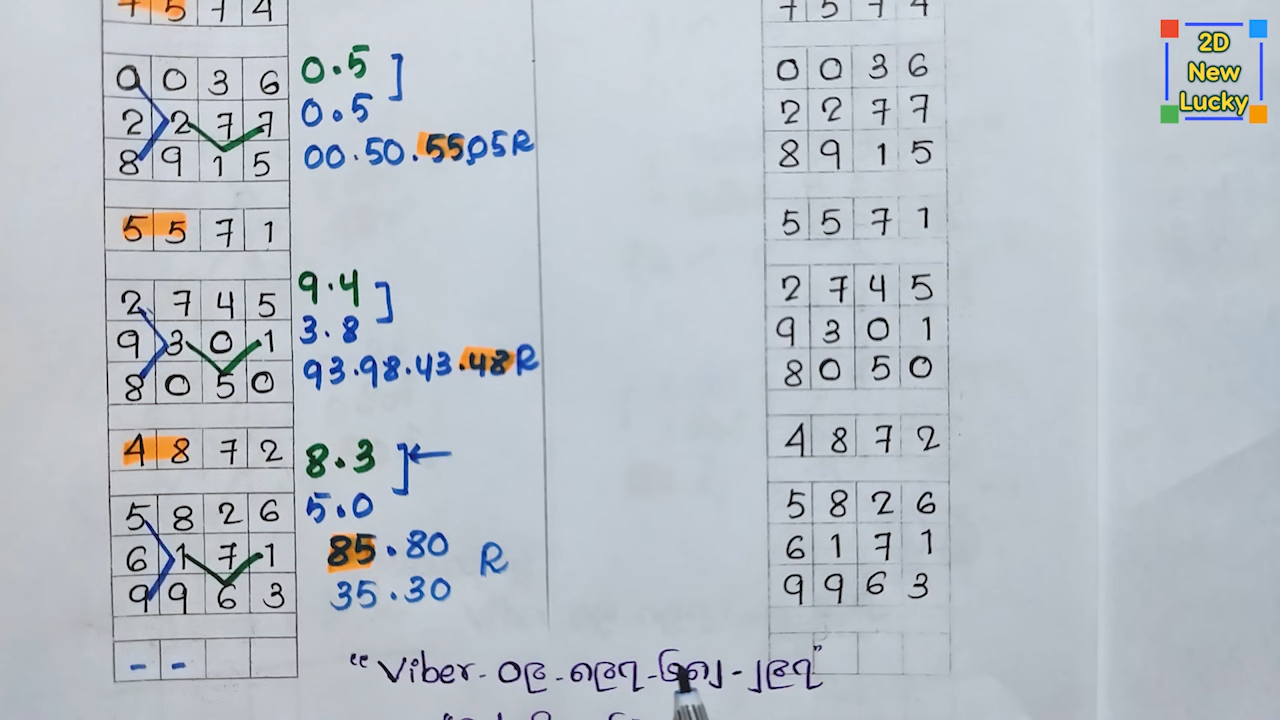 7 5 7 4
0 0 3 6 0.5
2 2 7 7 0.5
8 9 1 5 00.50.55.05R
5 5 7 1
2 7 4 5 9.4
9 3 0 1 3.8
8 0 5 0 93.98.43.48R
4 8 7 2 8.3
5 8 2 6 5.0
6 1 7 1 85.80 R
9 9 6 3 35.30
- -
"Viber-
7 5 7 4
0 0 3 6
2 2 7 7
8 9 1 5
5 5 7 1
2 7 4 5
9 3 0 1
8 0 5 0
4 8 7 2
5 8 2 6
6 1 7 1
9 9 6 3
2D
New
Lucky